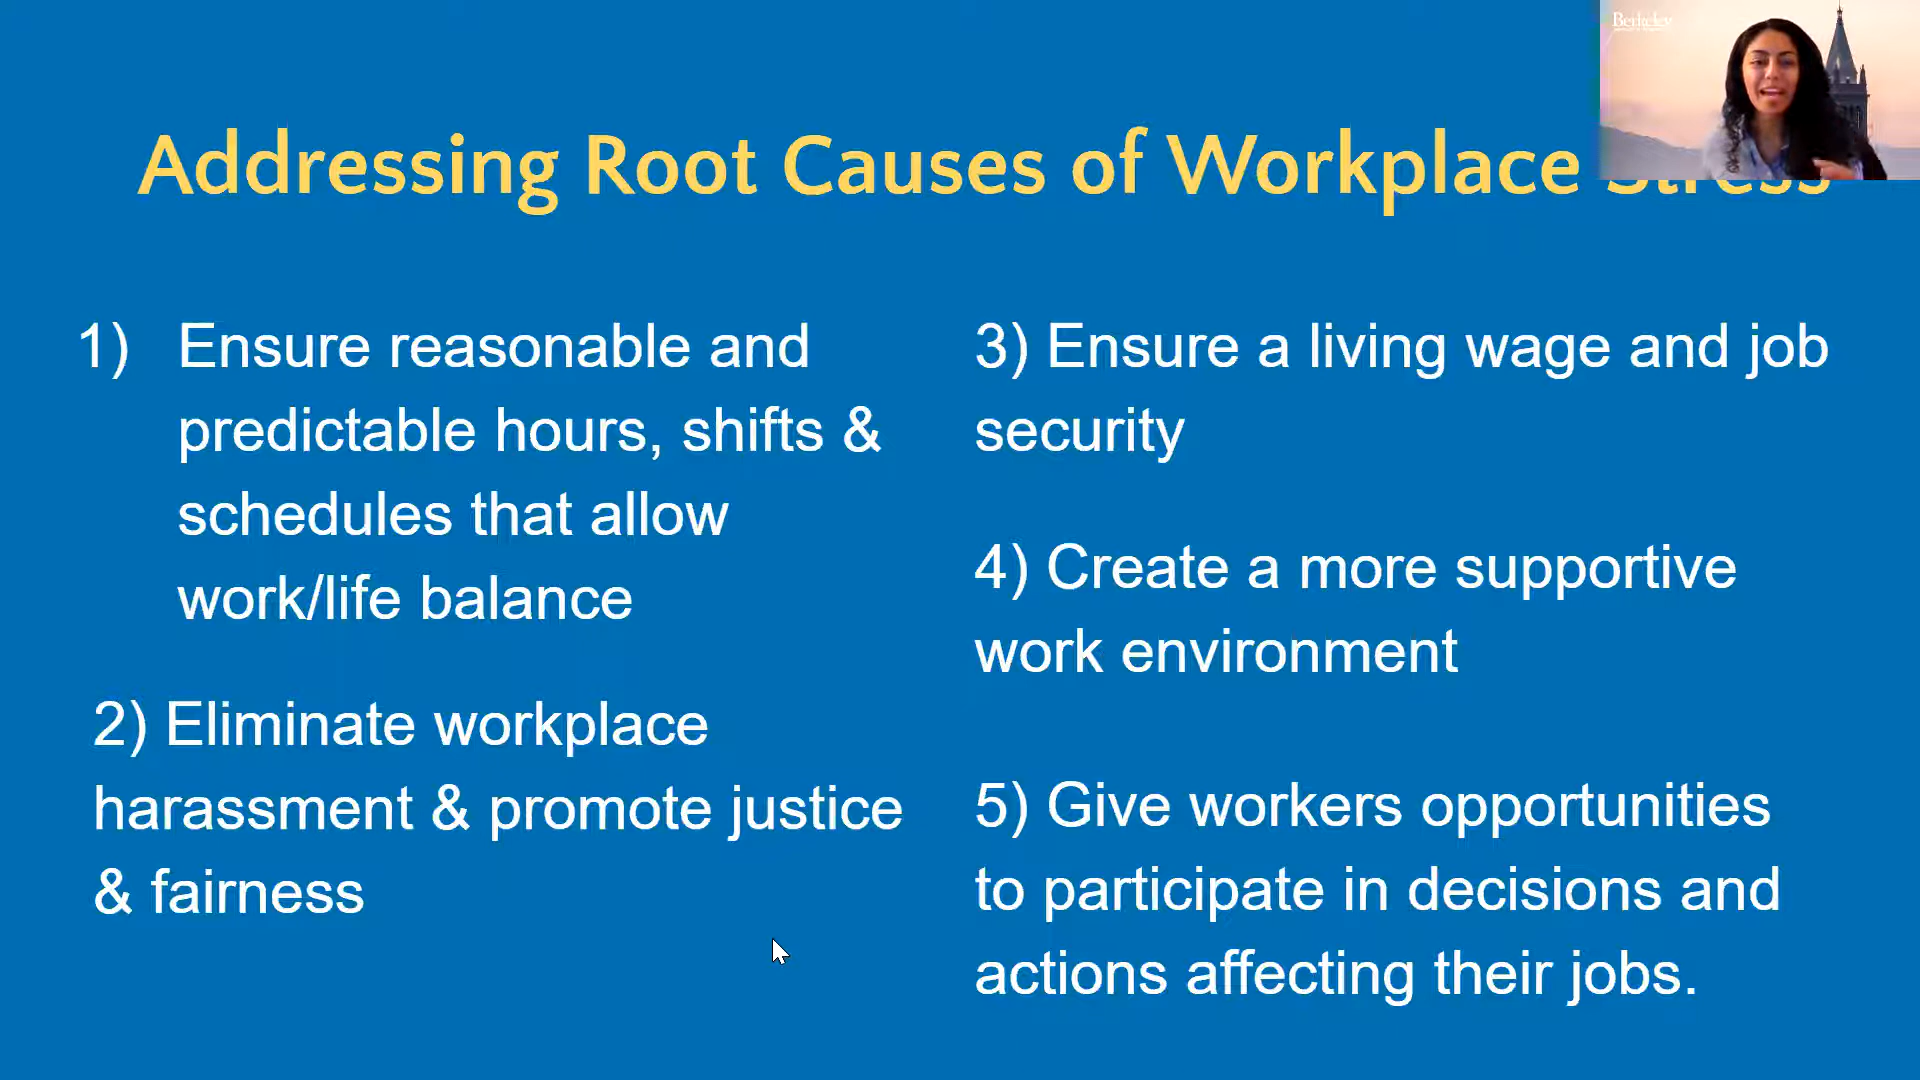 Berkeley
Addressing Root Causes of Workplace Stress
1) Ensure reasonable and
predictable hours, shifts &
schedules that allow
work/life balance
2) Eliminate workplace
harassment & promote justice
& fairness
3) Ensure a living wage and job
security
4) Create a more supportive
work environment
5) Give workers opportunities
to participate in decisions and
actions affecting their jobs.